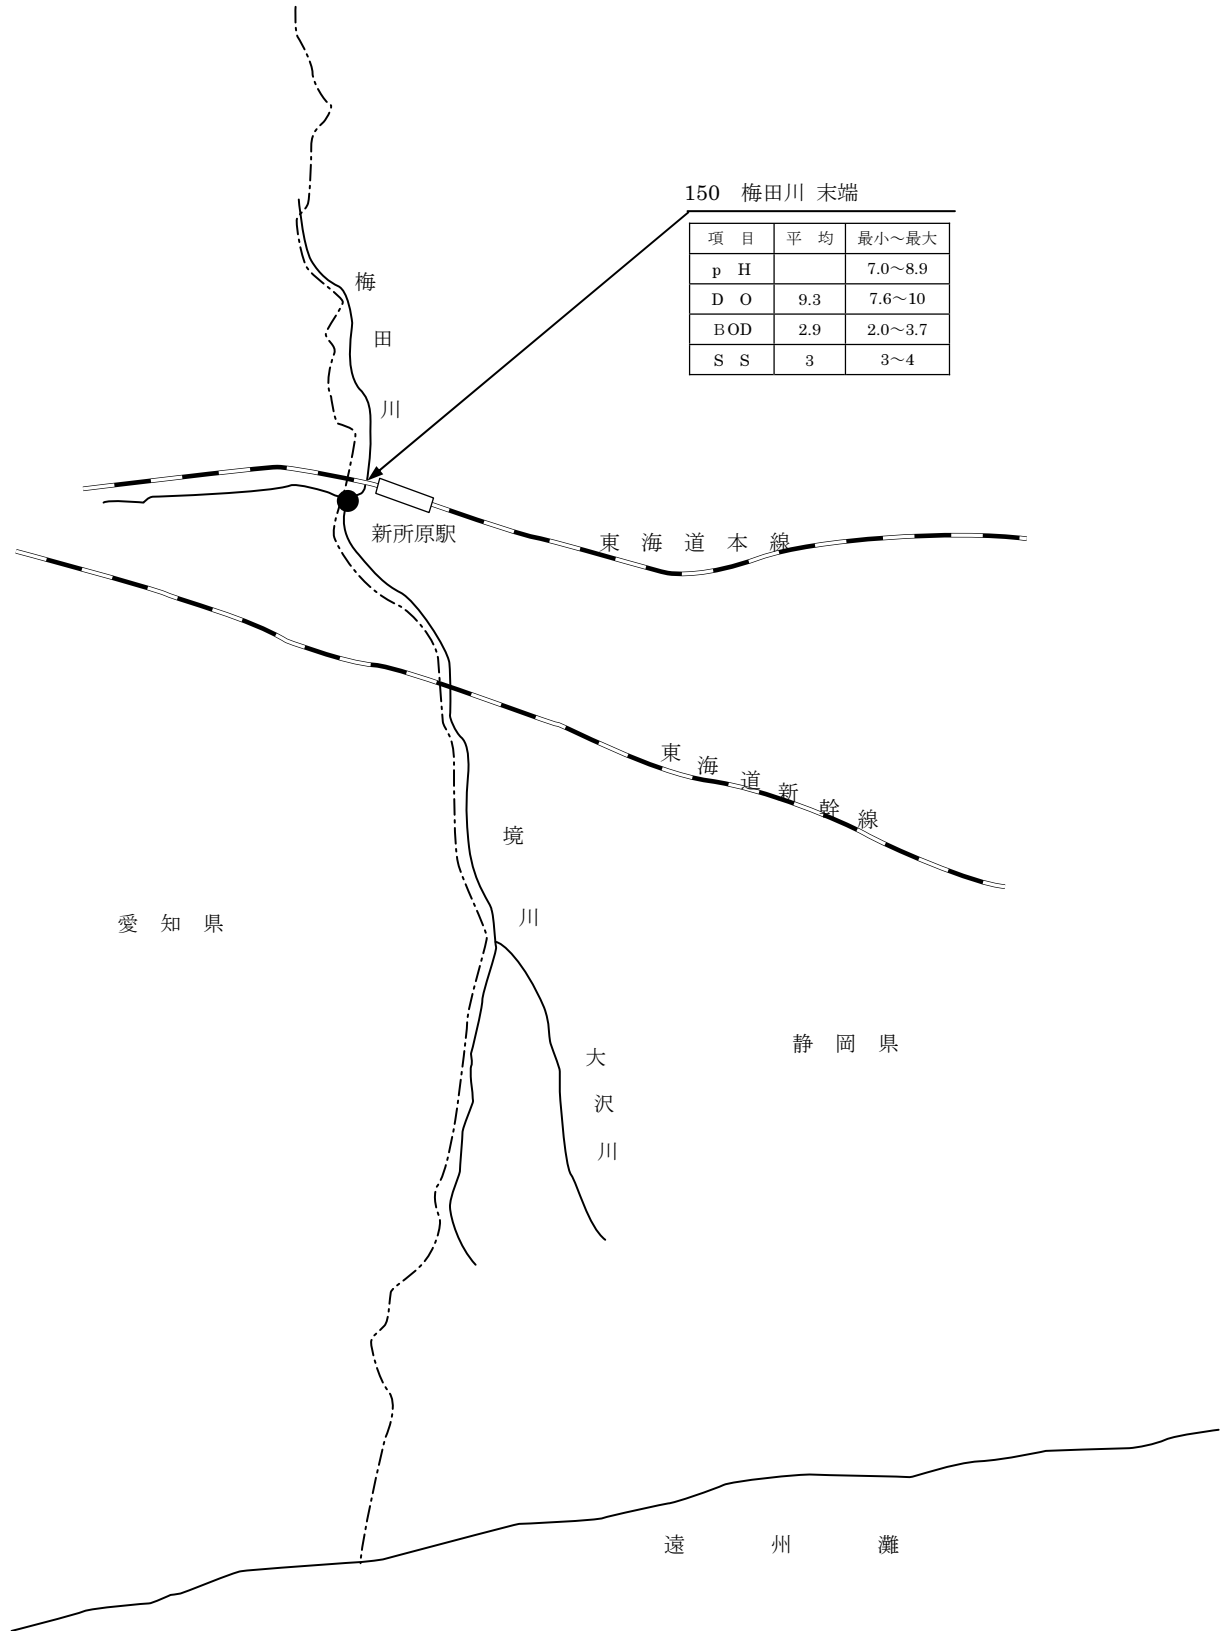 150 梅田川 末端
項 目 平 均 最小～最大
p H 7.0～8.9
D O 9.3 7.6～10
BOD 2.9 2.0～3.7
S S 3 3～4
梅田川
新所原駅
東海道本線
東海道新幹線
境川
愛知県
静岡県
大沢川
遠州灘